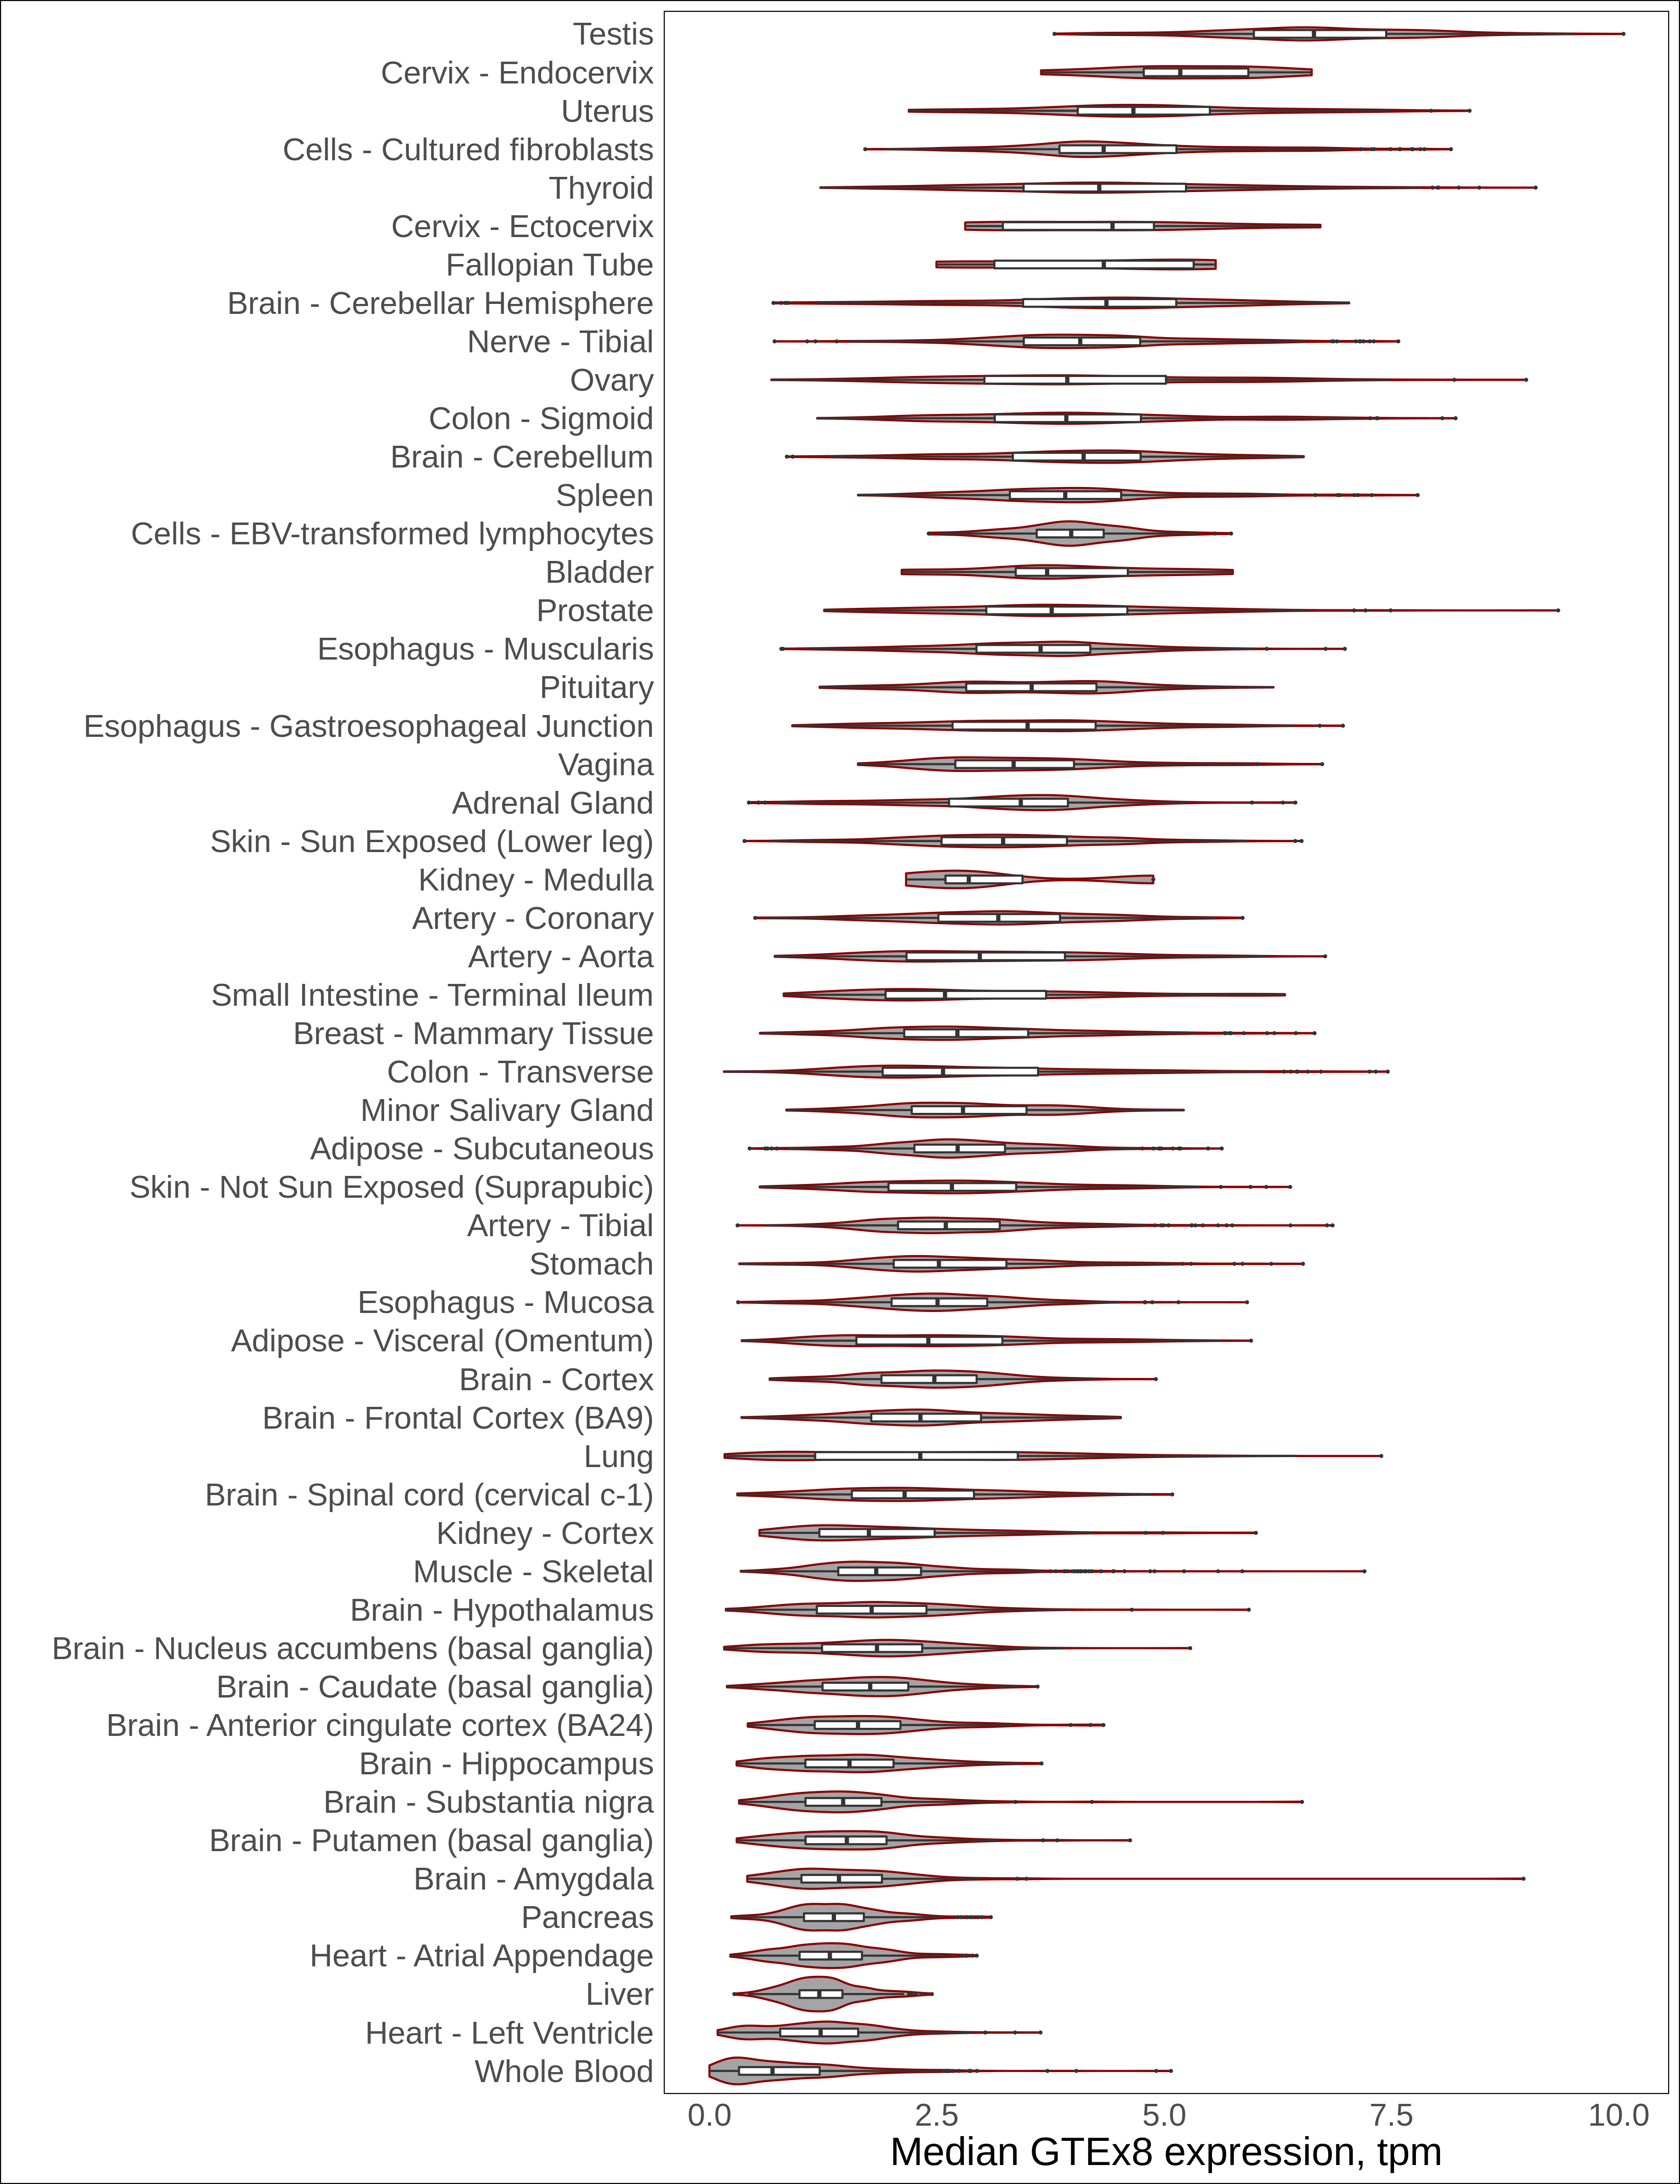 Testis
Cervix - Endocervix
Uterus
Cells - Cultured fibroblasts
Thyroid
Cervix - Ectocervix
Fallopian Tube
Brain - Cerebellar Hemisphere
Nerve - Tibial
Ovary
Colon - Sigmoid
Brain - Cerebellum
Spleen
Cells - EBV-transformed lymphocytes
Bladder
Prostate
Esophagus - Muscularis
Pituitary
Esophagus - Gastroesophageal Junction
Vagina
Adrenal Gland
Skin - Sun Exposed (Lower leg)
Kidney - Medulla
Artery - Coronary
Artery - Aorta
Small Intestine - Terminal Ileum
Breast - Mammary Tissue
Colon - Transverse
Minor Salivary Gland
Adipose - Subcutaneous
Skin - Not Sun Exposed (Suprapubic)
Artery - Tibial
Stomach
Esophagus - Mucosa
Adipose - Visceral (Omentum)
Brain - Cortex
Brain - Frontal Cortex (BA9)
Lung
Brain - Spinal cord (cervical c-1)
Kidney - Cortex
Muscle - Skeletal
Brain - Hypothalamus
Brain - Nucleus accumbens (basal ganglia)
Brain - Caudate (basal ganglia)
Brain - Anterior cingulate cortex (BA24)
Brain - Hippocampus
Brain - Substantia nigra
Brain - Putamen (basal ganglia)
Brain - Amygdala
Pancreas
Heart - Atrial Appendage
Liver
Heart - Left Ventricle
Whole Blood
0.0 2.5 5.0 7.5 10.0
Median GTEx8 expression, tpm